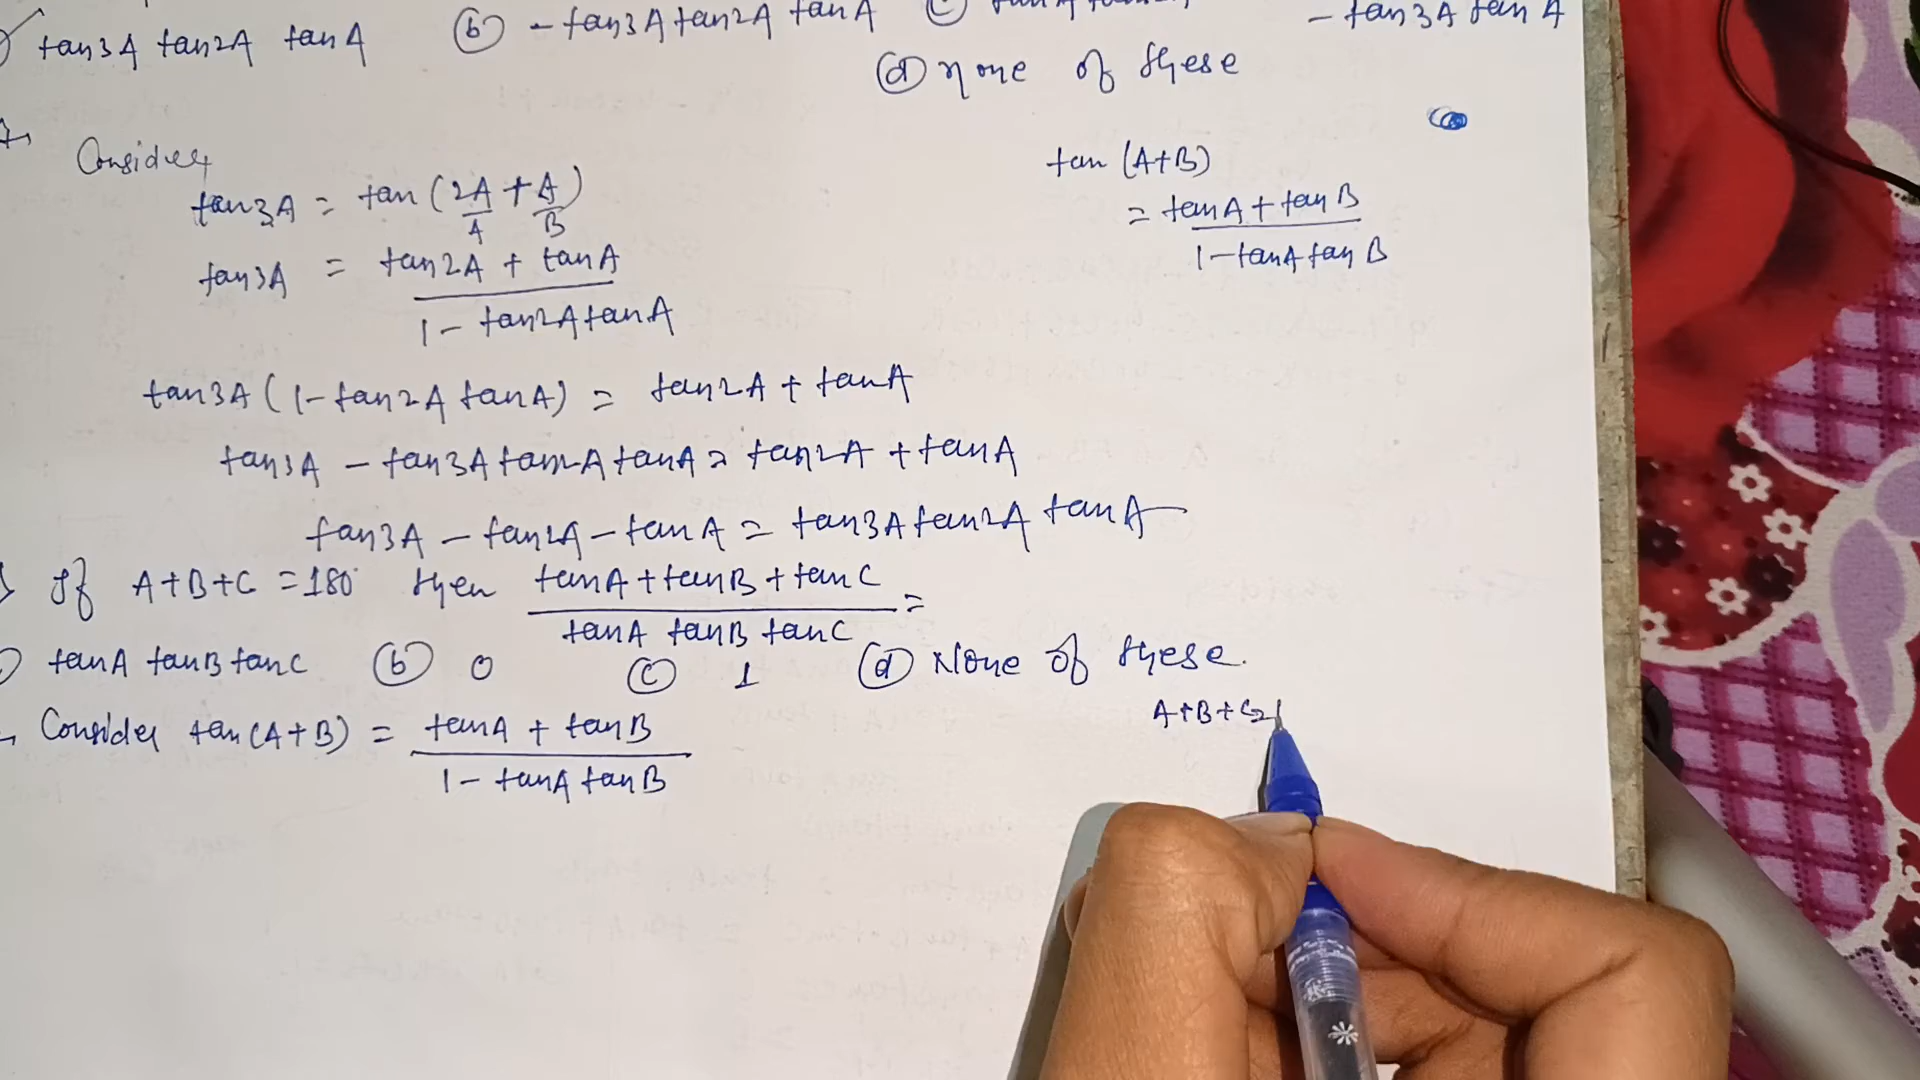 tan3A tan2A tanA (b) - tan3A tan2A tanA (c)
- tan3A tanA
(d) none of these
Consider
tan3A = tan (2A + A)
A B
tan3A = tan2A + tanA
1 - tan2A tanA
tan (A+B)
= tanA + tanB
1 - tanA tanB
tan3A (1 - tan2A tanA) = tan2A + tanA
tan3A - tan3A tan2A tanA = tan2A + tanA
tan3A - tan2A - tanA = tan3A tan2A tanA
If A+B+C = 180° then tanA + tanB + tanC =
tanA tanB tanC
tanA tanB tanC (b) 0 (c) 1 (d) None of these.
Consider tan(A+B) = tanA + tanB
1 - tanA tanB
A+B+C=1